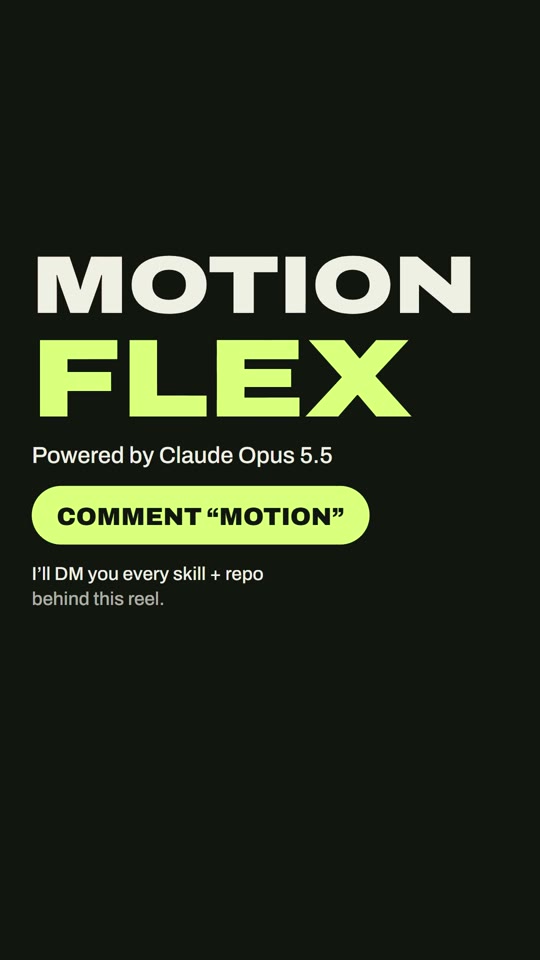 MOTION
FLEX
Powered by Claude Opus 5.5
COMMENT “MOTION”
I’ll DM you every skill + repo
behind this reel.